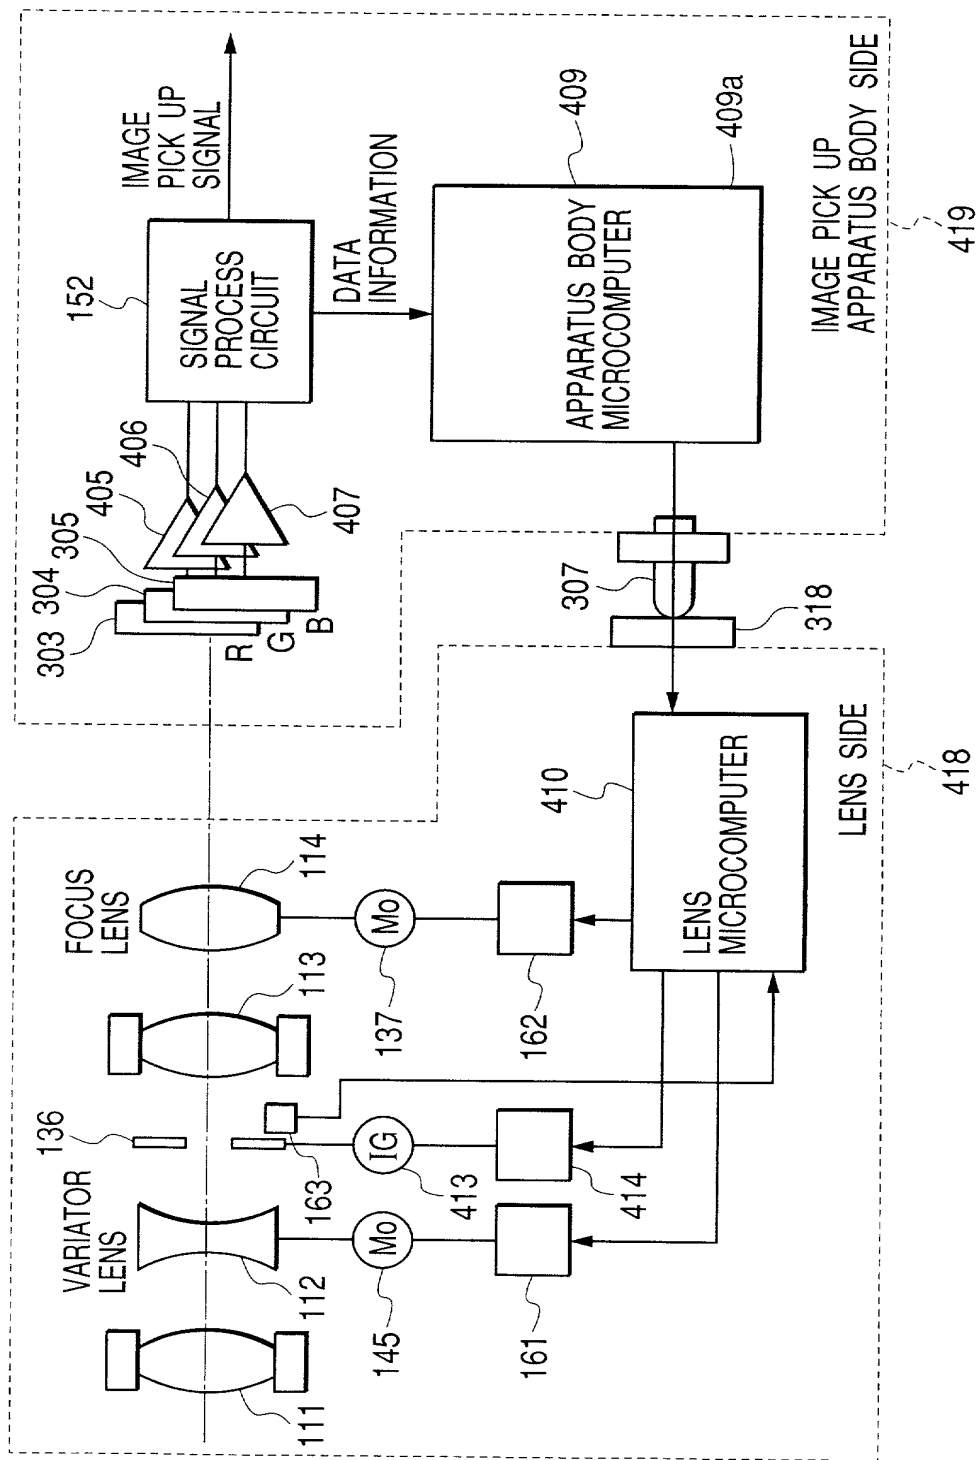 VARIATOR
LENS
136
FOCUS
LENS
111
112
113
114
Mo
145
IG
163
413
Mo
137
161
414
162
410
LENS
MICROCOMPUTER
LENS SIDE
418
303
304
305
405
406
R
G
B
407
152
SIGNAL
PROCESS
CIRCUIT
IMAGE
PICK UP
SIGNAL
DATA
INFORMATION
307
318
APPARATUS BODY
MICROCOMPUTER
409
409a
IMAGE PICK UP
APPARATUS BODY SIDE
419